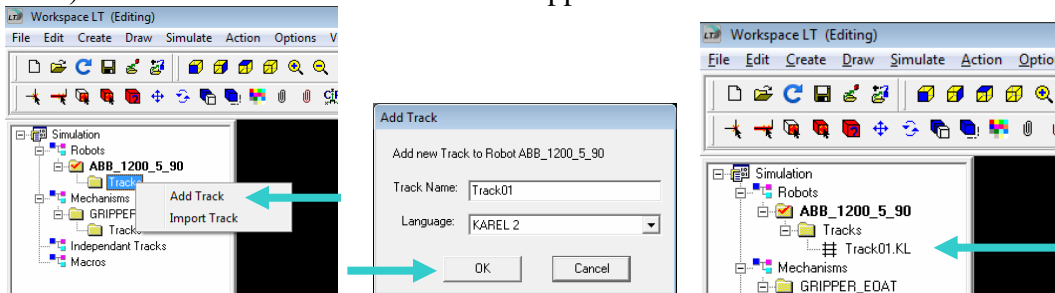 Workspace LT (Editing)
File Edit Create Draw Simulate Action Options V
Simulation
Robots
ABB_1200_5_90
Tracks
Add Track
Import Track
Mechanisms
GRIPPER
Tracks
Independant Tracks
Macros
Add Track
Add new Track to Robot ABB_1200_5_90
Track Name: Track01
Language: KAREL 2
OK Cancel
Workspace LT (Editing)
File Edit Create Draw Simulate Action Option
Simulation
Robots
ABB_1200_5_90
Tracks
Track01.KL
Mechanisms
GRIPPER_EOAT